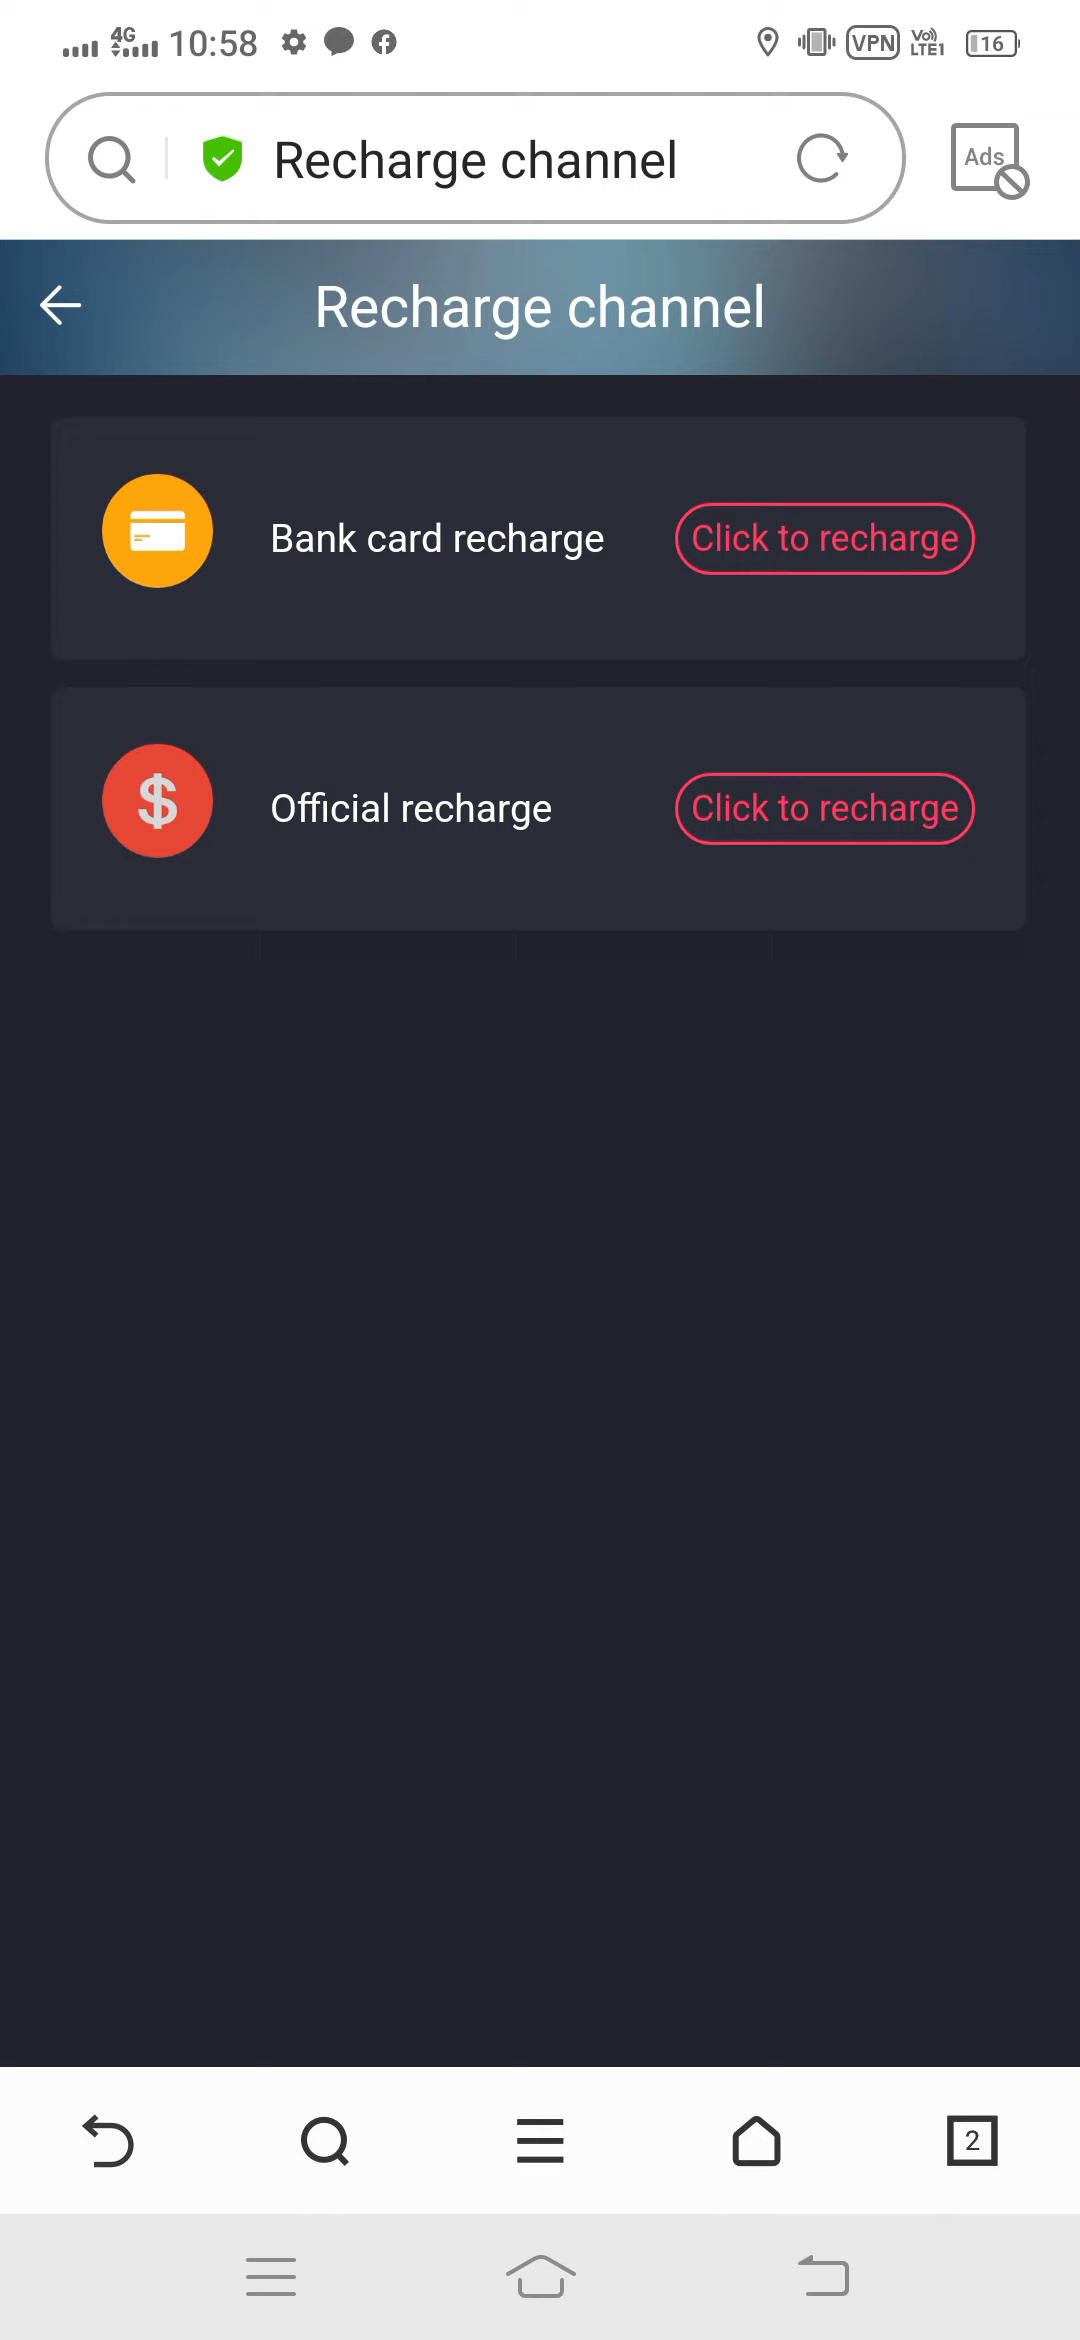 4G 10:58 VPN Vo) LTE1 16
Recharge channel
Ads
Recharge channel
Bank card recharge Click to recharge
$
Official recharge Click to recharge
2